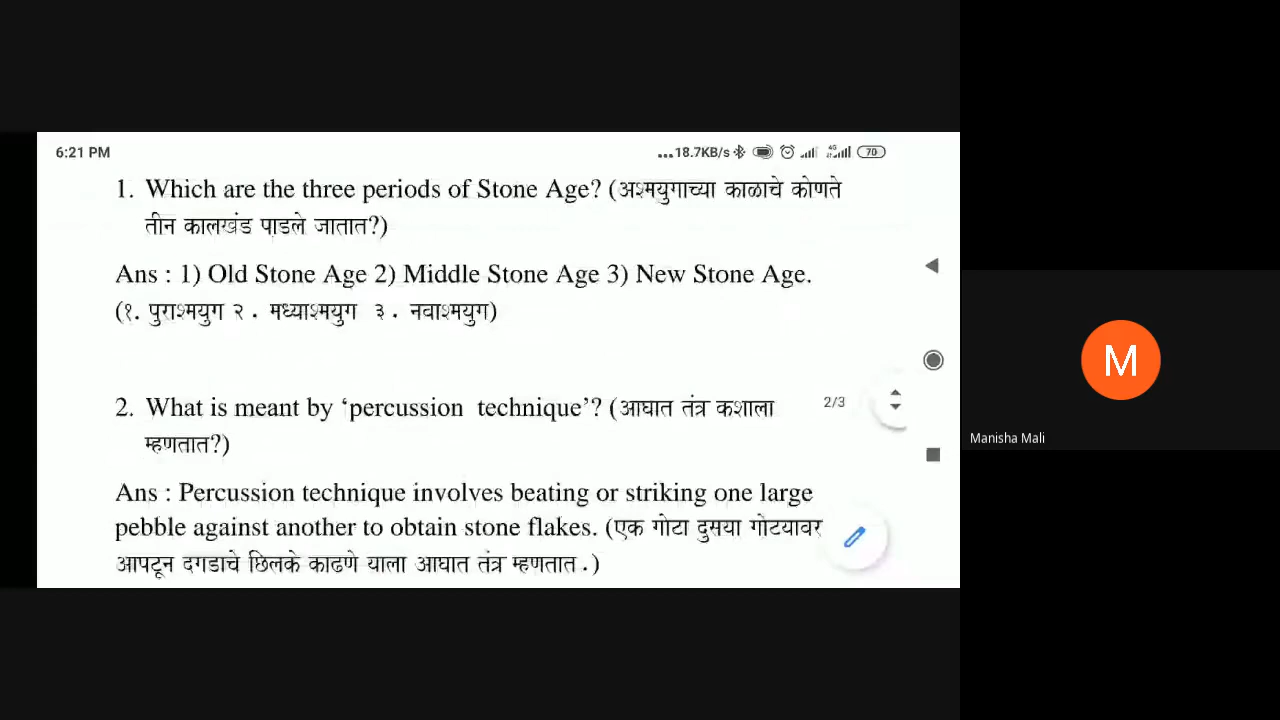 6:21 PM
...18.7KB/s 4G 70
1. Which are the three periods of Stone Age? (अश्मयुगाच्या काळाचे कोणते
तीन कालखंड पाडले जातात?)
Ans : 1) Old Stone Age 2) Middle Stone Age 3) New Stone Age.
(१. पुराश्मयुग २ . मध्याश्मयुग ३ . नवाश्मयुग)
2. What is meant by ‘percussion technique’? (आघात तंत्र कशाला
म्हणतात?)
2/3
Ans : Percussion technique involves beating or striking one large
pebble against another to obtain stone flakes. (एक गोटा दुसया गोटयावर
आपटून दगडाचे छिलके काढणे याला आघात तंत्र म्हणतात .)
M
Manisha Mali